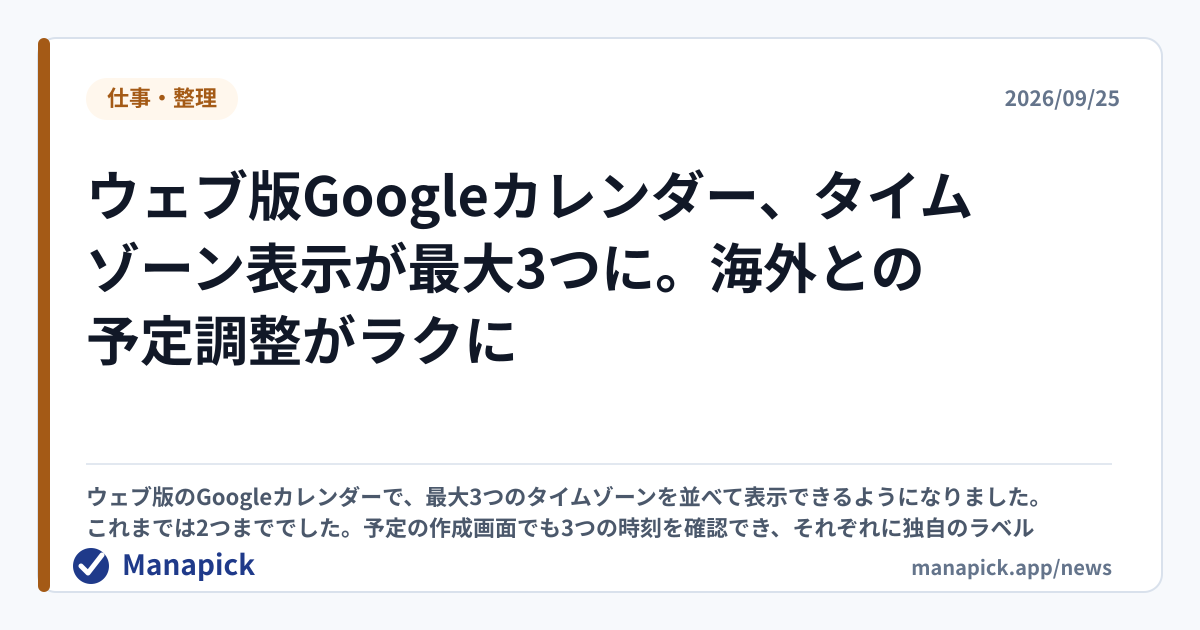 仕事・整理
2026/09/25
ウェブ版Googleカレンダー、タイム
ゾーン表示が最大3つに。海外との
予定調整がラクに
ウェブ版のGoogleカレンダーで、最大3つのタイムゾーンを並べて表示できるようになりました。
これまでは2つまででした。予定の作成画面でも3つの時刻を確認でき、それぞれに独自のラベル
Manapick
manapick.app/news